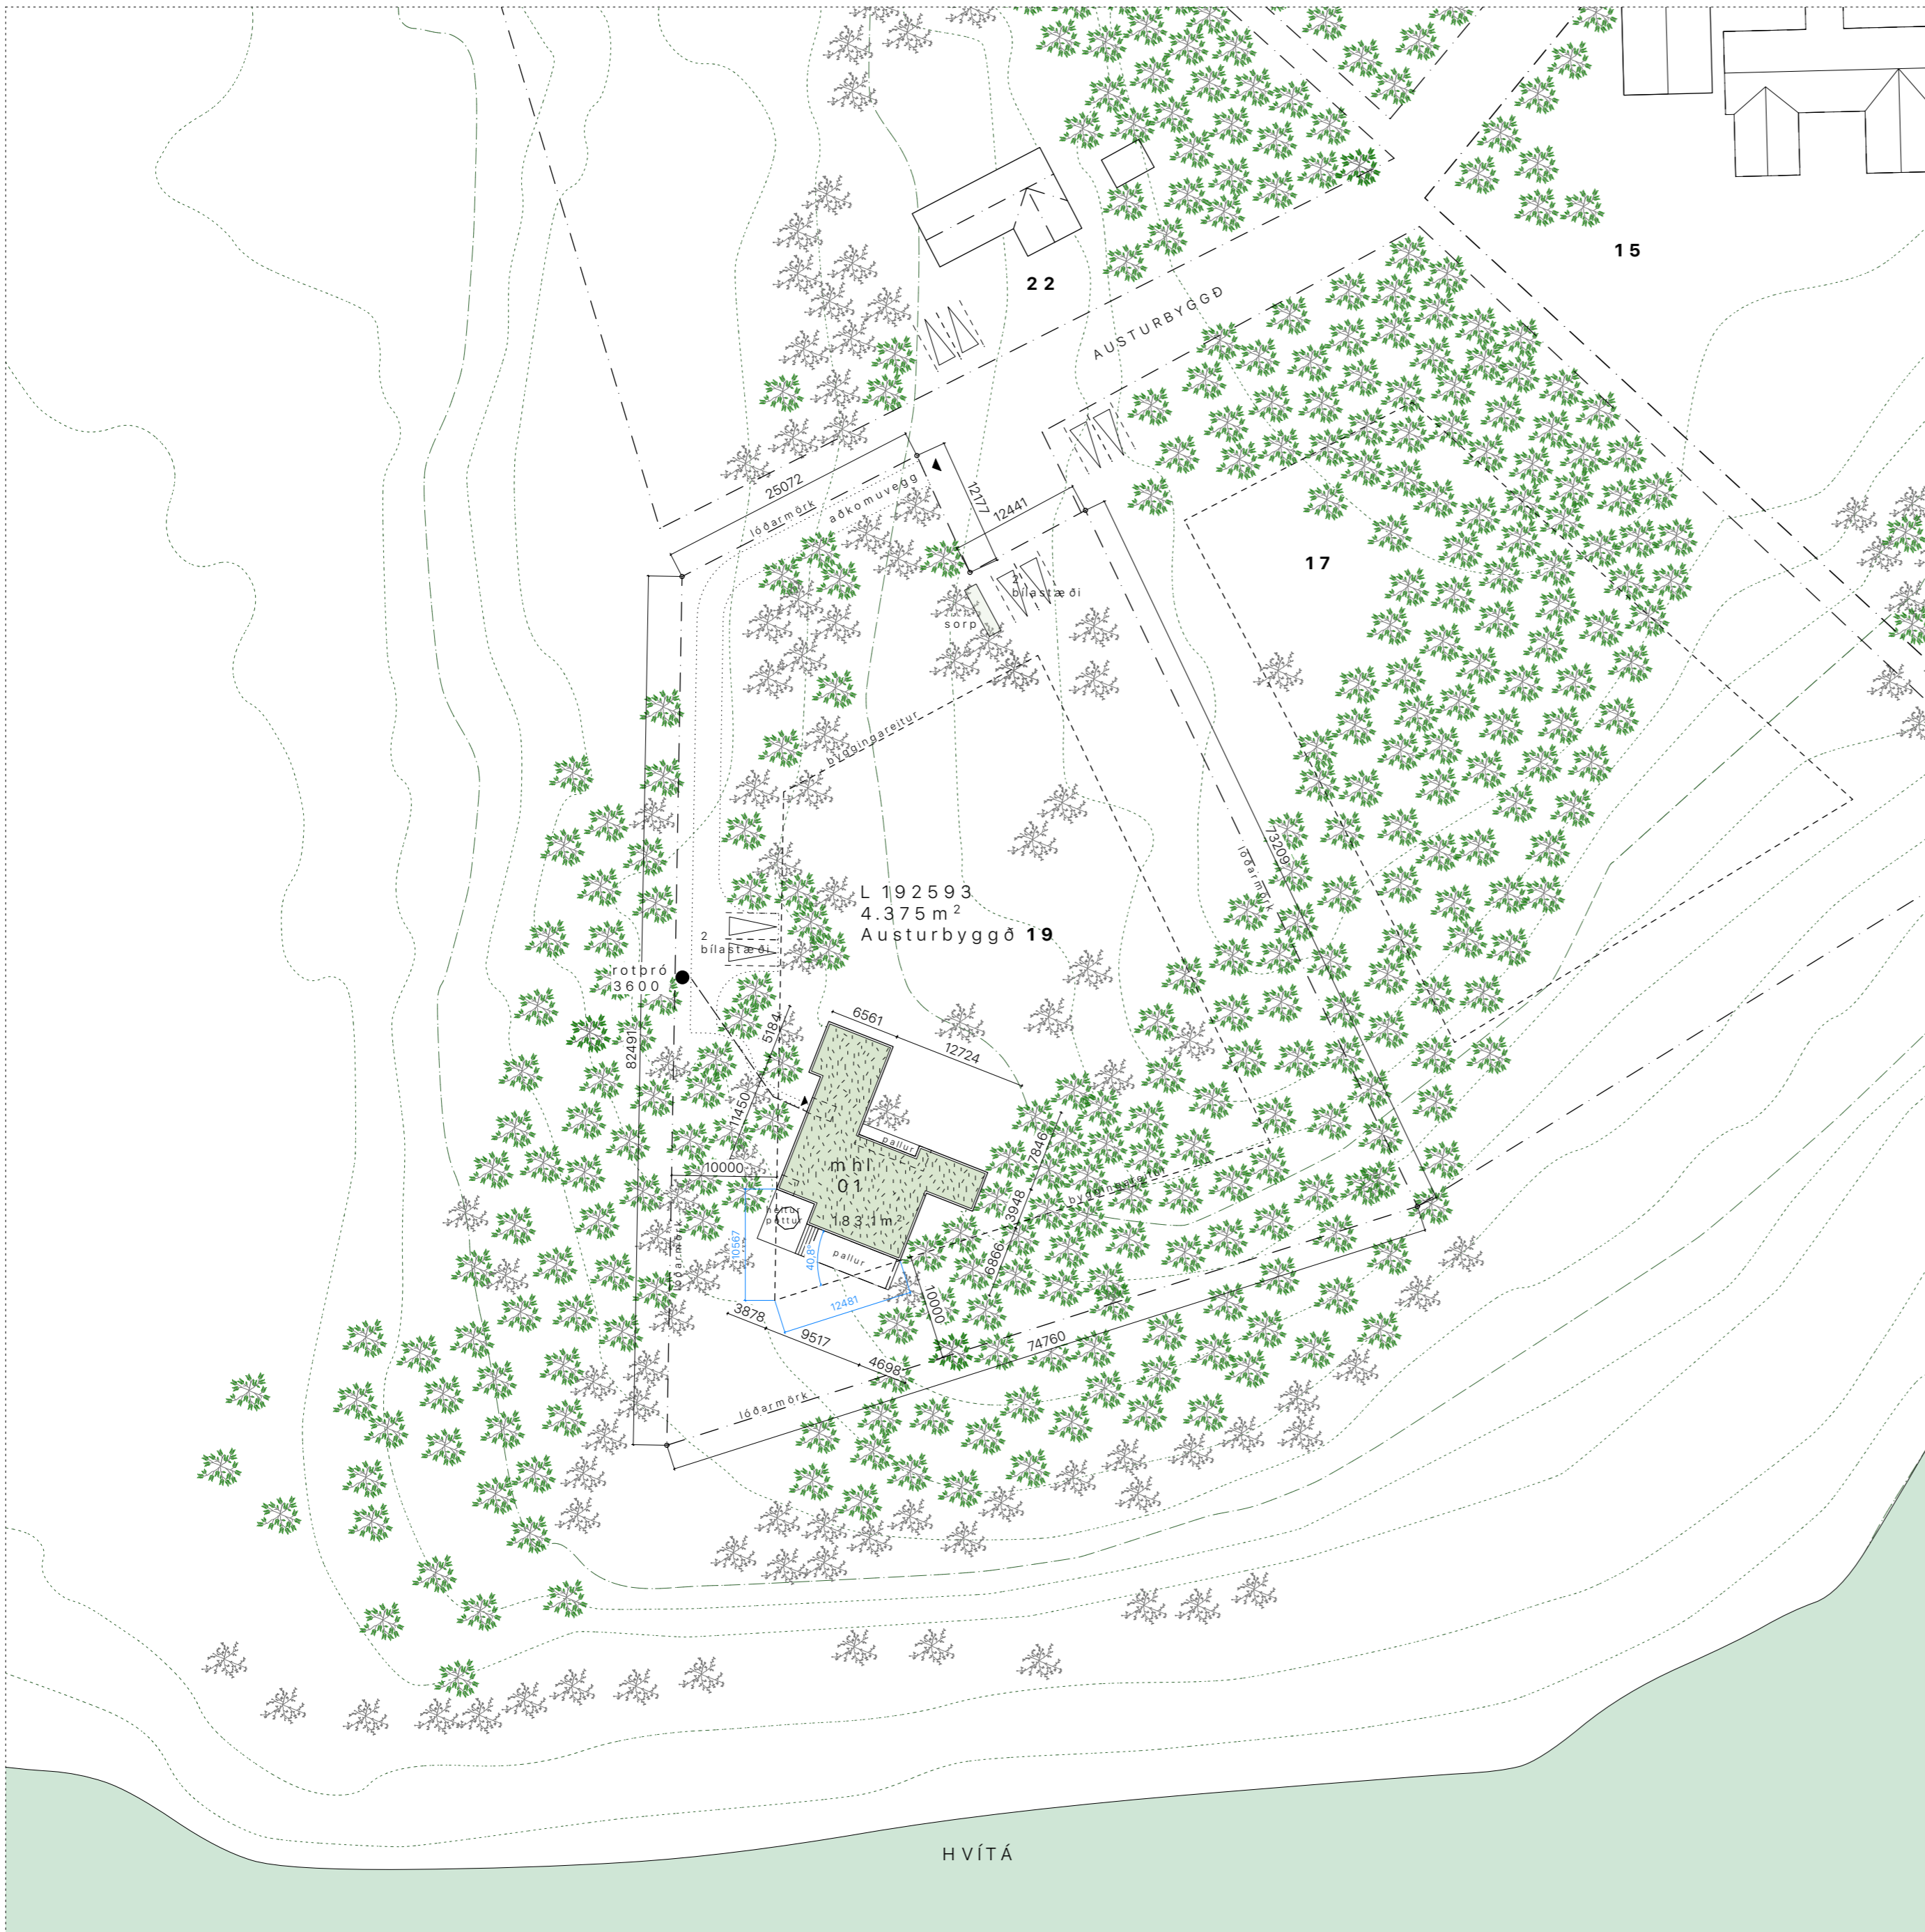 15
22
AUSTURBYGGÐ
25072
lóðarmörk
aðkomuvegg
12177
12441
17
2
bílastæði
sorp
byggingareitur
73209
lóðarmörk
L 192593
4.375m²
Austurbyggð 19
2
bílastæði
rotþró
3600
82491
5184
6561
12724
11450
pallur
7846
10000
mhl
01
byggingareitur
3948
heitur
pottur
183.1m²
10567
40.8°
pallur
6866
lóðarmörk
10000
12481
3878
9517
74760
4698
lóðarmörk
HVÍTÁ